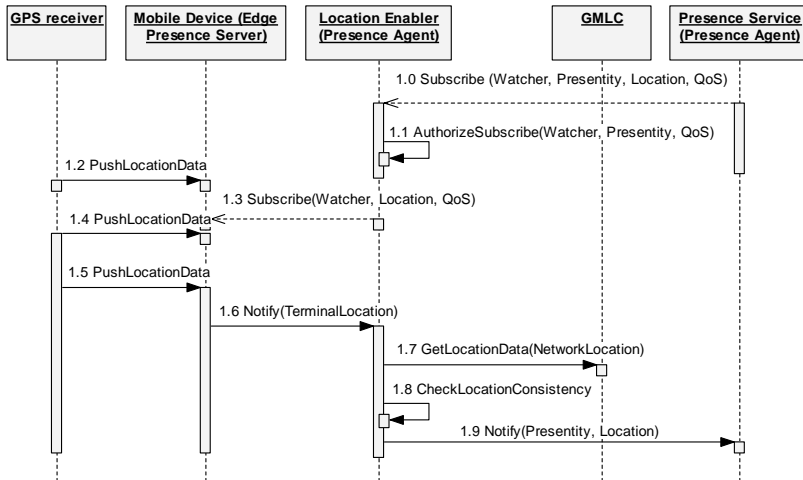 GPS receiver
Mobile Device (Edge
Presence Server)
Location Enabler
(Presence Agent)
GMLC
Presence Service
(Presence Agent)
1.0 Subscribe (Watcher, Presentity, Location, QoS)
1.1 AuthorizeSubscribe(Watcher, Presentity, QoS)
1.2 PushLocationData
1.3 Subscribe(Watcher, Location, QoS)
1.4 PushLocationData
1.5 PushLocationData
1.6 Notify(TerminalLocation)
1.7 GetLocationData(NetworkLocation)
1.8 CheckLocationConsistency
1.9 Notify(Presentity, Location)